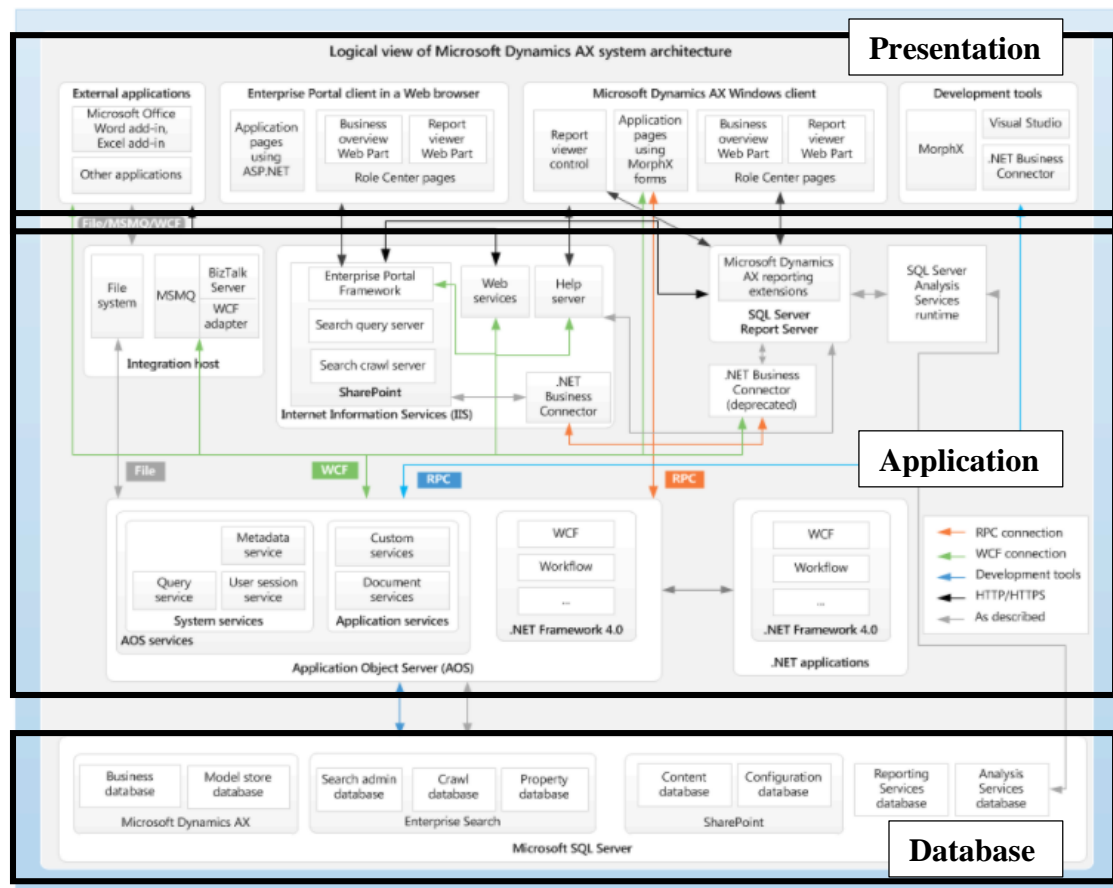 Logical view of Microsoft Dynamics AX system architecture
Presentation
External applications
Microsoft Office
Word add-in,
Excel add-in
Other applications
Enterprise Portal client in a Web browser
Application
pages
using
ASP.NET
Business
overview
Web Part
Report
viewer
Web Part
Role Center pages
Microsoft Dynamics AX Windows client
Report
viewer
control
Application
pages
using
MorphX
forms
Business
overview
Web Part
Report
viewer
Web Part
Role Center pages
Development tools
MorphX
Visual Studio
.NET Business
Connector
File/MSMQ/WCF
File
system
MSMQ
BizTalk
Server
WCF
adapter
Integration host
Enterprise Portal
Framework
Search query server
Search crawl server
SharePoint
Web
services
Help
server
.NET
Business
Connector
Internet Information Services (IIS)
Microsoft Dynamics
AX reporting
extensions
SQL Server
Report Server
SQL Server
Analysis
Services
runtime
.NET Business
Connector
(deprecated)
Application
File
WCF
RPC
RPC
Metadata
service
Query
service
User session
service
System services
AOS services
Custom
services
Document
services
Application services
WCF
Workflow
...
.NET Framework 4.0
Application Object Server (AOS)
WCF
Workflow
...
.NET Framework 4.0
.NET applications
RPC connection
WCF connection
Development tools
HTTP/HTTPS
As described
Business
database
Model store
database
Microsoft Dynamics AX
Search admin
database
Crawl
database
Property
database
Enterprise Search
Content
database
Configuration
database
SharePoint
Reporting
Services
database
Analysis
Services
database
Microsoft SQL Server
Database